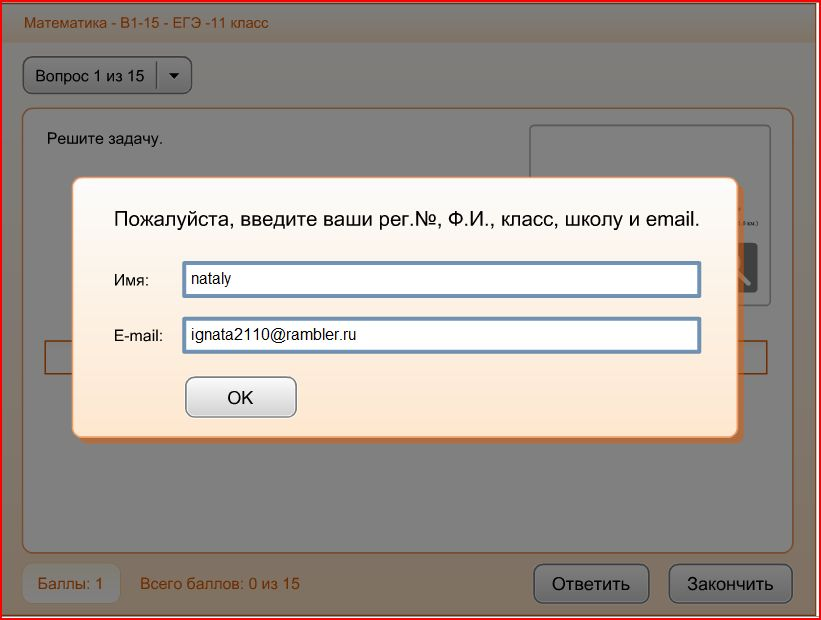 Математика - В1-15 - ЕГЭ -11 класс
Вопрос 1 из 15
Решите задачу.
Пожалуйста, введите ваши рег.№, Ф.И., класс, школу и email.
Имя: nataly
E-mail: ignata2110@rambler.ru
OK
Баллы: 1 Всего баллов: 0 из 15 Ответить Закончить